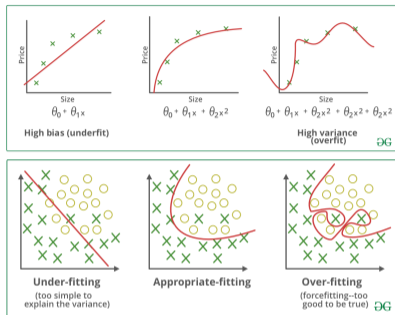 Price
Size
θ₀ + θ₁x
High bias (underfit)
Price
Size
θ₀ + θ₁x + θ₂x²
Price
Size
θ₀ + θ₁x + θ₂x² + θ₂x² + θ₂x²
High variance
(overfit)
Under-fitting
(too simple to
explain the variance)
Appropriate-fitting
Over-fitting
(forcefitting--too
good to be true)